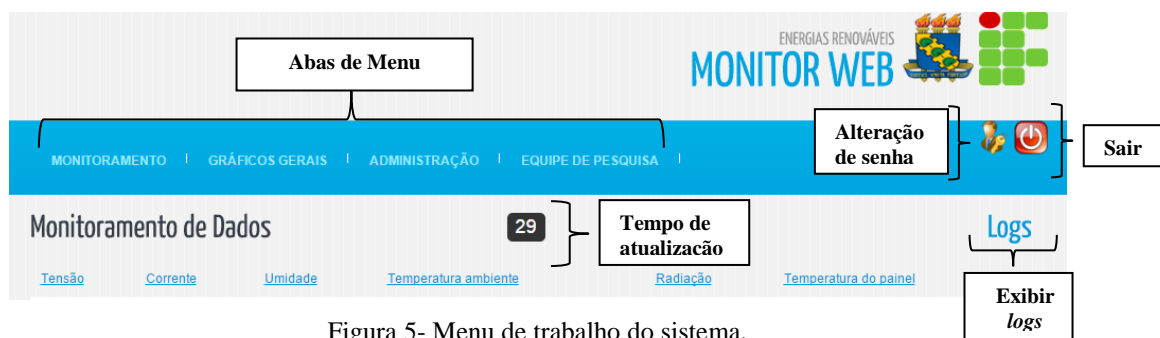 ENERGIAS RENOVÁVEIS
MONITOR WEB
Abas de Menu
MONITORAMENTO
GRÁFICOS GERAIS
ADMINISTRAÇÃO
EQUIPE DE PESQUISA
Alteração
de senha
Sair
Monitoramento de Dados
29
Tempo de
atualizacão
Logs
Tensão
Corrente
Umidade
Temperatura ambiente
Radiação
Temperatura do painel
Exibir
logs
Figura 5- Menu de trabalho do sistema.